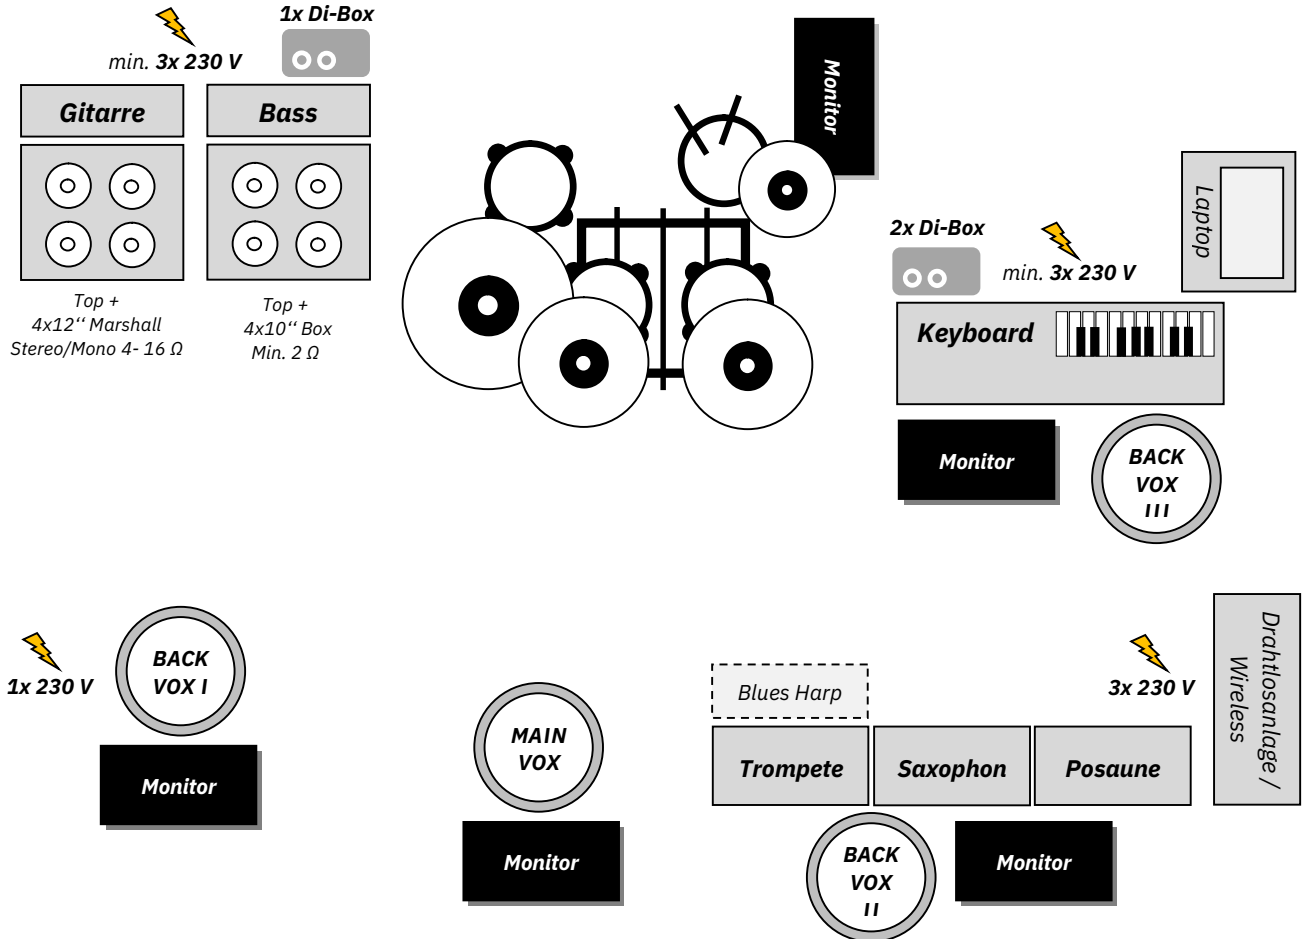 1x Di-Box
min. 3x 230 V
Gitarre
Bass
Top +
4x12“ Marshall
Stereo/Mono 4- 16 Ω
Top +
4x10“ Box
Min. 2 Ω
Monitor
2x Di-Box
min. 3x 230 V
Laptop
Keyboard
Monitor
BACK
VOX
III
1x 230 V
BACK
VOX I
Monitor
MAIN
VOX
Monitor
Blues Harp
3x 230 V
Drahtlosanlage /
Wireless
Trompete
Saxophon
Posaune
BACK
VOX
II
Monitor